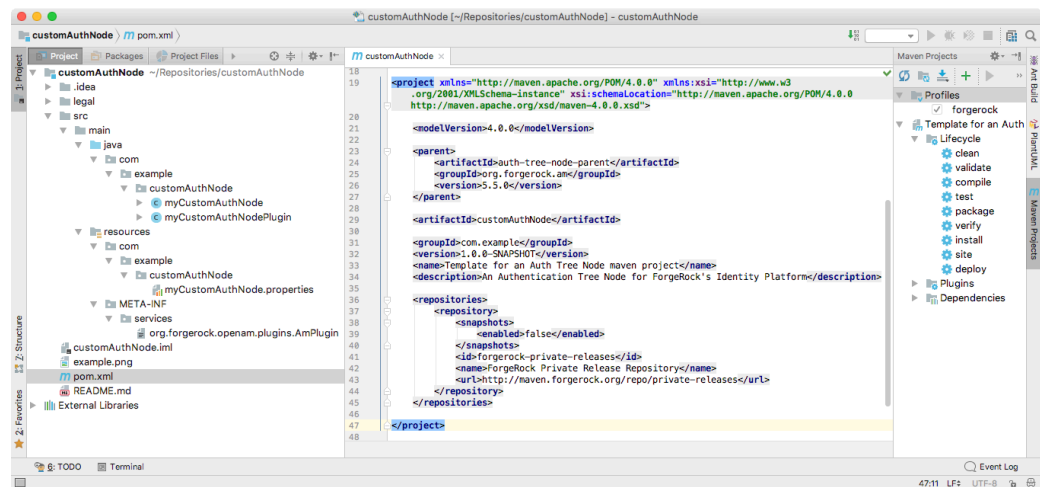 customAuthNode [~/Repositories/customAuthNode] - customAuthNode
customAuthNode
pom.xml
Project
Packages
Project Files
customAuthNode
Maven Projects
1: Project
Z: Structure
2: Favorites
customAuthNode ~/Repositories/customAuthNode
.idea
legal
src
main
java
com
example
customAuthNode
myCustomAuthNode
myCustomAuthNodePlugin
resources
com
example
customAuthNode
myCustomAuthNode.properties
META-INF
services
org.forgerock.openam.plugins.AmPlugin
customAuthNode.iml
example.png
pom.xml
README.md
External Libraries
18
19 <project xmlns="http://maven.apache.org/POM/4.0.0" xmlns:xsi="http://www.w3
.org/2001/XMLSchema-instance" xsi:schemaLocation="http://maven.apache.org/POM/4.0.0
http://maven.apache.org/xsd/maven-4.0.0.xsd">
20
21 <modelVersion>4.0.0</modelVersion>
22
23 <parent>
24 <artifactId>auth-tree-node-parent</artifactId>
25 <groupId>org.forgerock.am</groupId>
26 <version>5.5.0</version>
27 </parent>
28
29 <artifactId>customAuthNode</artifactId>
30
31 <groupId>com.example</groupId>
32 <version>1.0.0-SNAPSHOT</version>
33 <name>Template for an Auth Tree Node maven project</name>
34 <description>An Authentication Tree Node for ForgeRock's Identity Platform</description>
35
36 <repositories>
37 <repository>
38 <snapshots>
39 <enabled>false</enabled>
40 </snapshots>
41 <id>forgerock-private-releases</id>
42 <name>ForgeRock Private Release Repository</name>
43 <url>http://maven.forgerock.org/repo/private-releases</url>
44 </repository>
45 </repositories>
46
47 </project>
48
Profiles
forgerock
Template for an Auth
Lifecycle
clean
validate
compile
test
package
verify
install
site
deploy
Plugins
Dependencies
Ant Build
PlantUML
Maven Projects
6: TODO
Terminal
Event Log
47:11 LF UTF-8